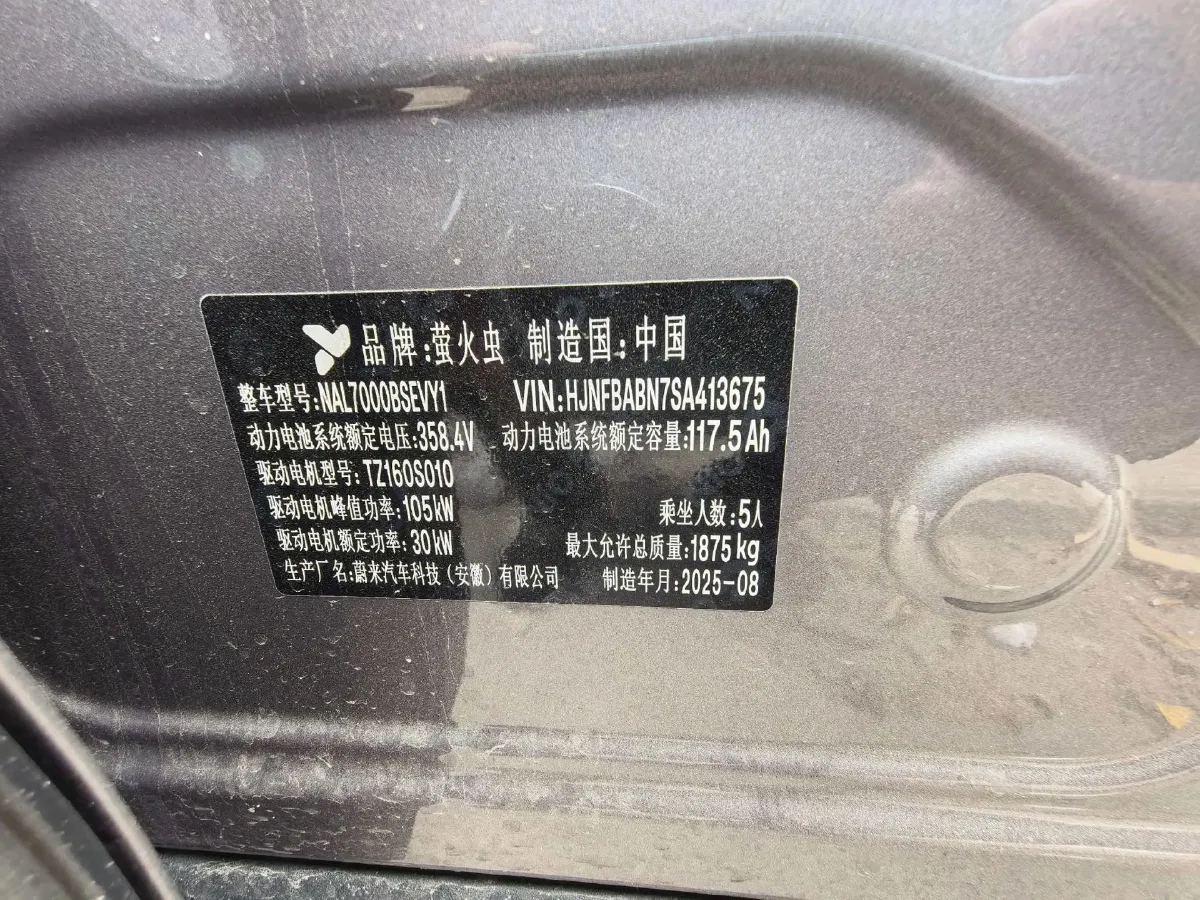 品牌:萤火虫 制造国:中国
整车型号:NAL7000BSEVY1 VIN:HJNFBABN7SA413675
动力电池系统额定电压:358.4V 动力电池系统额定容量:117.5Ah
驱动电机型号:TZ160S010
驱动电机峰值功率:105kW 乘坐人数:5人
驱动电机额定功率:30kW 最大允许总质量:1875kg
生产厂名:蔚来汽车科技(安徽)有限公司 制造年月:2025-08